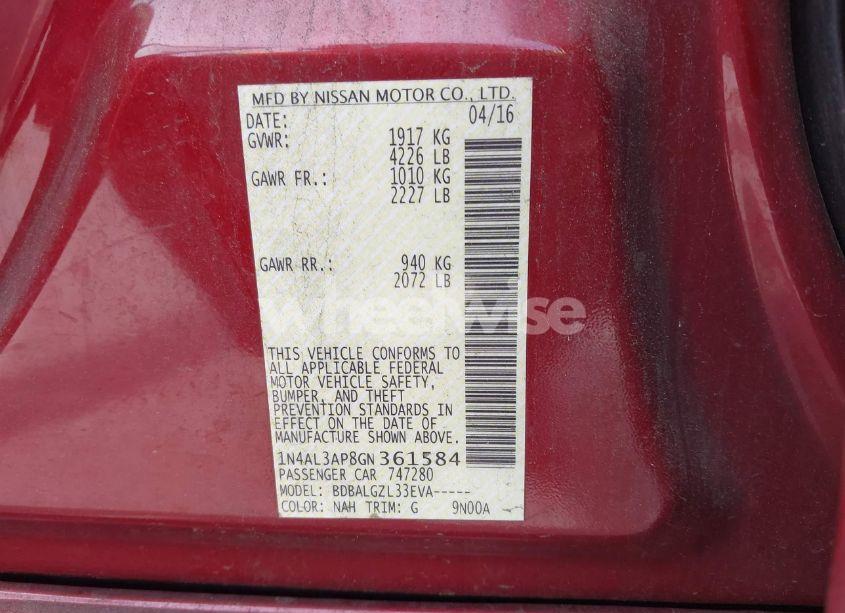 MFD BY NISSAN MOTOR CO., LTD.
DATE: 04/16
GVWR: 1917 KG
4226 LB
GAWR FR.: 1010 KG
2227 LB
GAWR RR.: 940 KG
2072 LB
wheelwise
THIS VEHICLE CONFORMS TO
ALL APPLICABLE FEDERAL
MOTOR VEHICLE SAFETY,
BUMPER, AND THEFT
PREVENTION STANDARDS IN
EFFECT ON THE DATE OF
MANUFACTURE SHOWN ABOVE.
1N4AL3AP8GN 361584
PASSENGER CAR 747280
MODEL: BDBALGZL33EVA-----
COLOR: NAH TRIM: G 9N00A